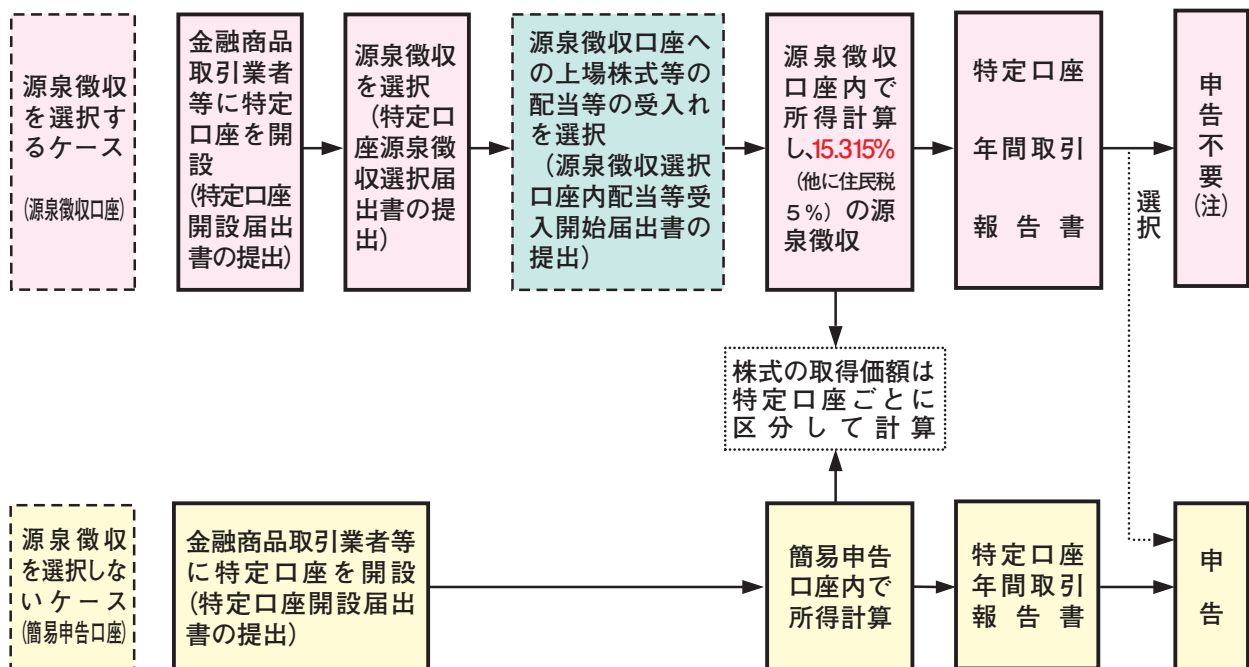 源泉徴収
を選択す
るケース
(源泉徴収口座)
金融商品
取引業者
等に特定
口座を開
設
(特定口座
開設届出
書の提出)
源泉徴収
を選択
(特定口
座源泉徴
収選択届
出書の提
出)
源泉徴収口座へ
の上場株式等の
配当等の受入れ
を選択
(源泉徴収選択
口座内配当等受
入開始届出書の
提出)
源泉徴収
口座内で
所得計算
し、15.315%
(他に住民税
5%)の源
泉徴収
特定口座
年間取引
報告書
選択
申告不要(注)
株式の取得価額は
特定口座ごとに
区分して計算
源泉徴収
を選択しな
いケース
(簡易申告口座)
金融商品取引業者等
に特定口座を開設
(特定口座開設届出
書の提出)
簡易申告
口座内で
所得計算
特定口座
年間取引
報告書
申告